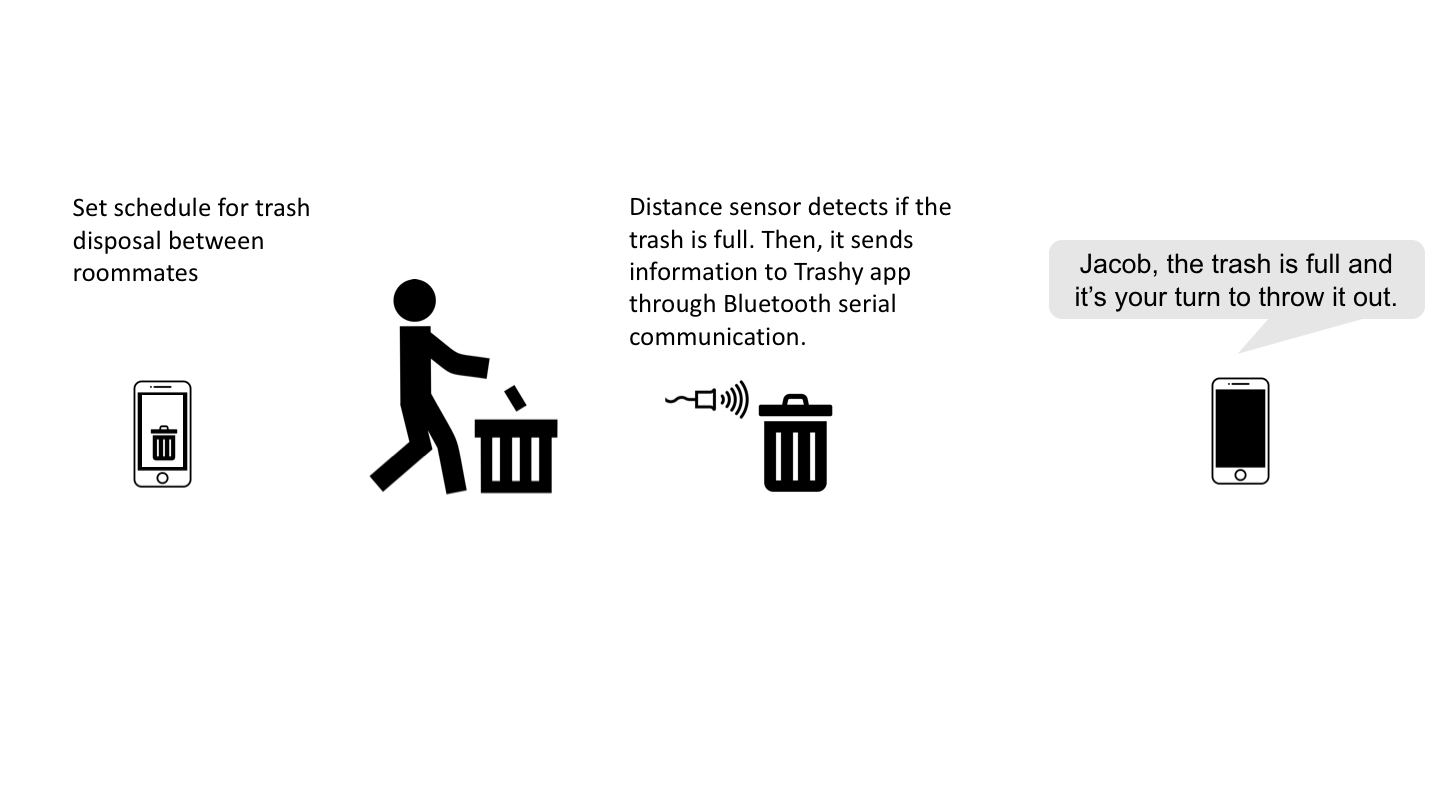 Set schedule for trash
disposal between
roommates
Distance sensor detects if the
trash is full. Then, it sends
information to Trashy app
through Bluetooth serial
communication.
Jacob, the trash is full and
it’s your turn to throw it out.